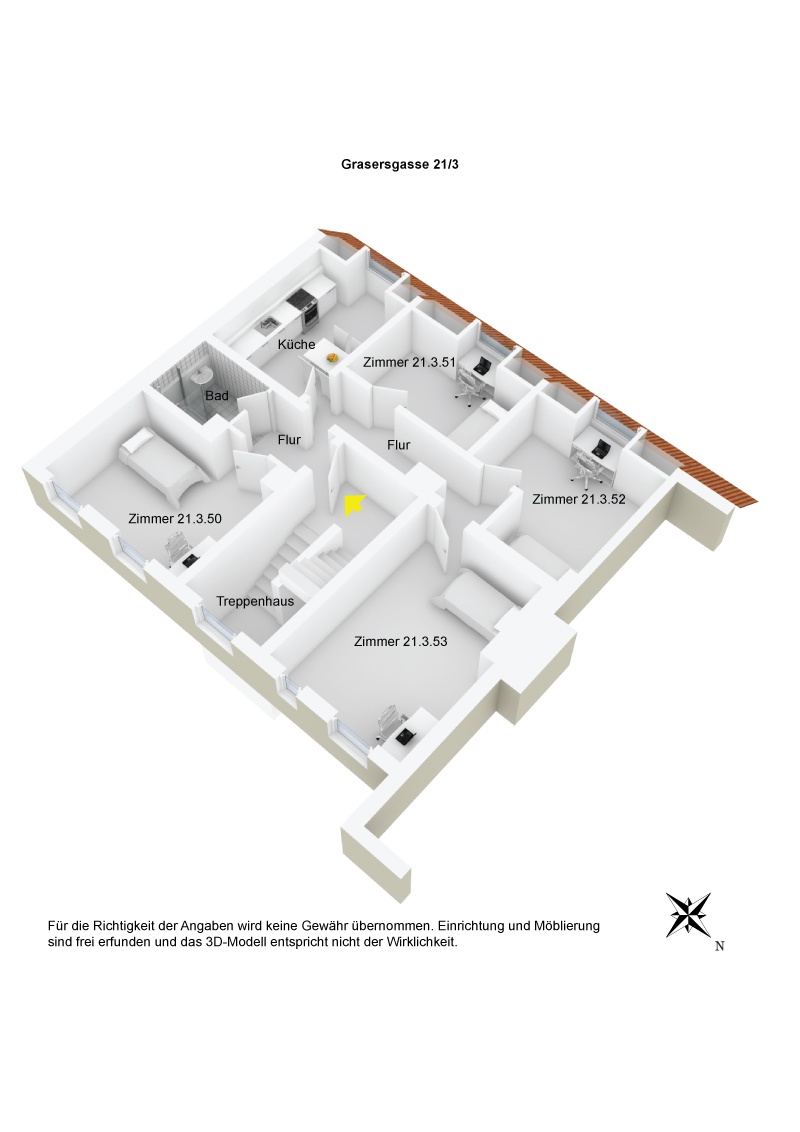 Grasersgasse 21/3
Küche
Zimmer 21.3.51
Bad
Flur
Flur
Zimmer 21.3.52
Zimmer 21.3.50
Treppenhaus
Zimmer 21.3.53
Für die Richtigkeit der Angaben wird keine Gewähr übernommen. Einrichtung und Möblierung
sind frei erfunden und das 3D-Modell entspricht nicht der Wirklichkeit.
N